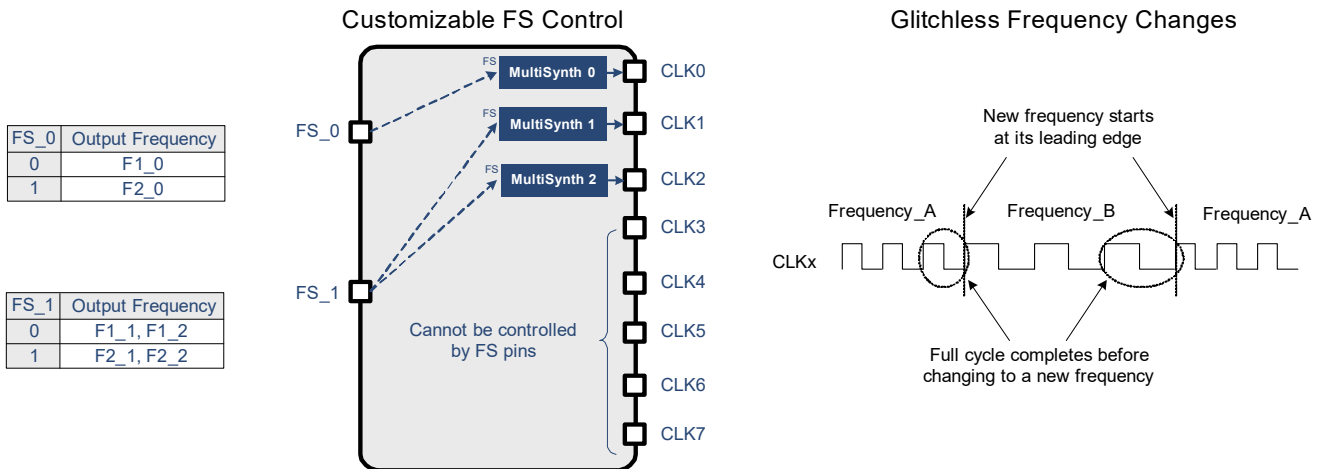 Customizable FS Control
Glitchless Frequency Changes
FS_0 Output Frequency
0 F1_0
1 F2_0
FS_1 Output Frequency
0 F1_1, F1_2
1 F2_1, F2_2
FS_0
FS_1
FS
MultiSynth 0
CLK0
FS
MultiSynth 1
CLK1
FS
MultiSynth 2
CLK2
CLK3
CLK4
CLK5
CLK6
CLK7
Cannot be controlled
by FS pins
New frequency starts
at its leading edge
Frequency_A
Frequency_B
Frequency_A
CLKx
Full cycle completes before
changing to a new frequency